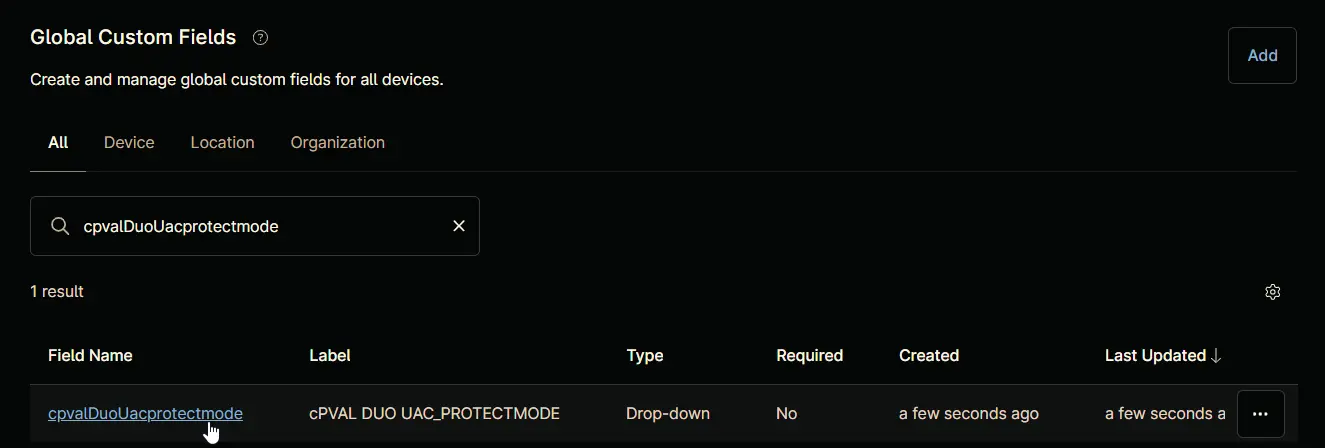 Global Custom Fields ?
Add
Create and manage global custom fields for all devices.
All Device Location Organization
cpvalDuoUacprotectmode
1 result
Field Name Label Type Required Created Last Updated ↓
cpvalDuoUacprotectmode cPVAL DUO UAC_PROTECTMODE Drop-down No a few seconds ago a few seconds a ...